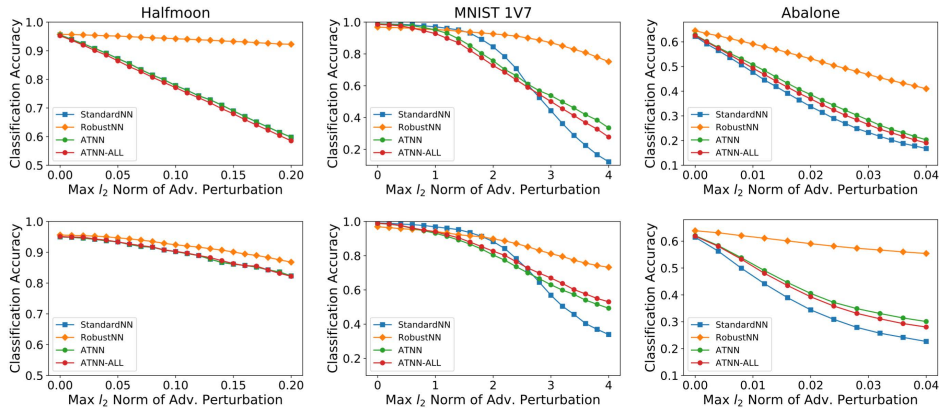 Halfmoon
MNIST 1V7
Abalone
Classification Accuracy
1.0
0.9
0.8
0.7
0.6
0.5
StandardNN
RobustNN
ATNN
ATNN-ALL
0.00 0.05 0.10 0.15 0.20
Max l2 Norm of Adv. Perturbation
Classification Accuracy
1.0
0.8
0.6
0.4
0.2
StandardNN
RobustNN
ATNN
ATNN-ALL
0 1 2 3 4
Max l2 Norm of Adv. Perturbation
Classification Accuracy
0.6
0.5
0.4
0.3
0.2
0.1
StandardNN
RobustNN
ATNN
ATNN-ALL
0.00 0.01 0.02 0.03 0.04
Max l2 Norm of Adv. Perturbation
Classification Accuracy
1.0
0.9
0.8
0.7
0.6
0.5
StandardNN
RobustNN
ATNN
ATNN-ALL
0.00 0.05 0.10 0.15 0.20
Max l2 Norm of Adv. Perturbation
Classification Accuracy
1.0
0.8
0.6
0.4
0.2
StandardNN
RobustNN
ATNN
ATNN-ALL
0 1 2 3 4
Max l2 Norm of Adv. Perturbation
Classification Accuracy
0.6
0.5
0.4
0.3
0.2
0.1
StandardNN
RobustNN
ATNN
ATNN-ALL
0.00 0.01 0.02 0.03 0.04
Max l2 Norm of Adv. Perturbation